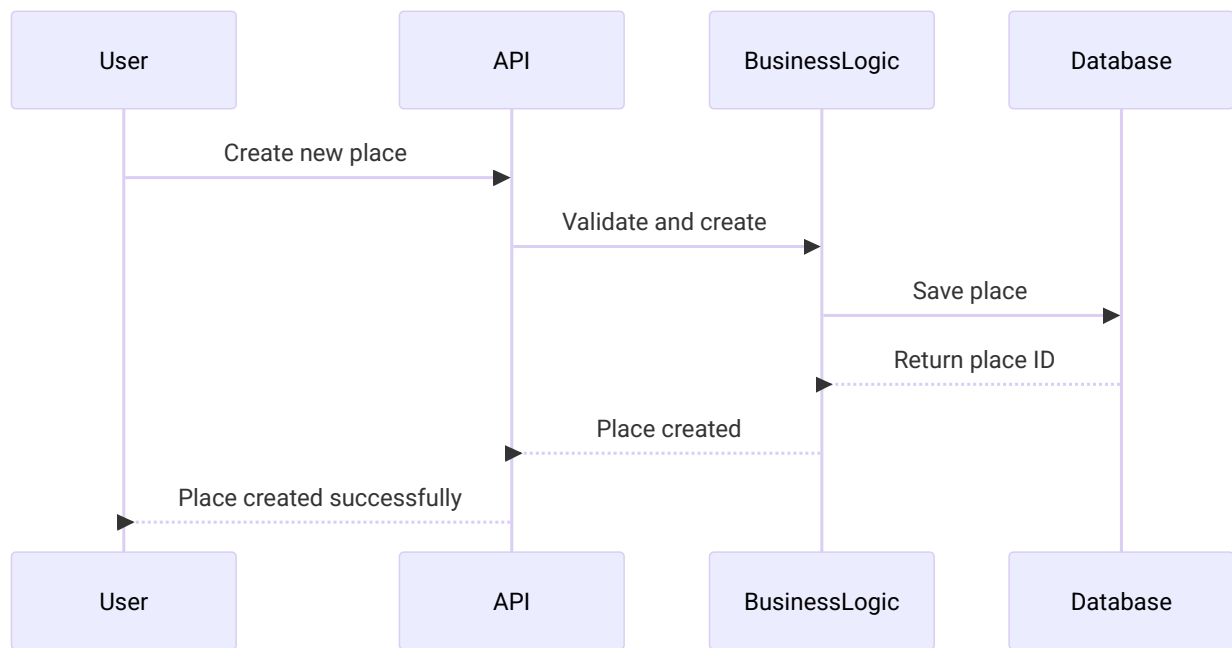 User
API
BusinessLogic
Database
Create new place
Validate and create
Save place
Return place ID
Place created
Place created successfully
User
API
BusinessLogic
Database